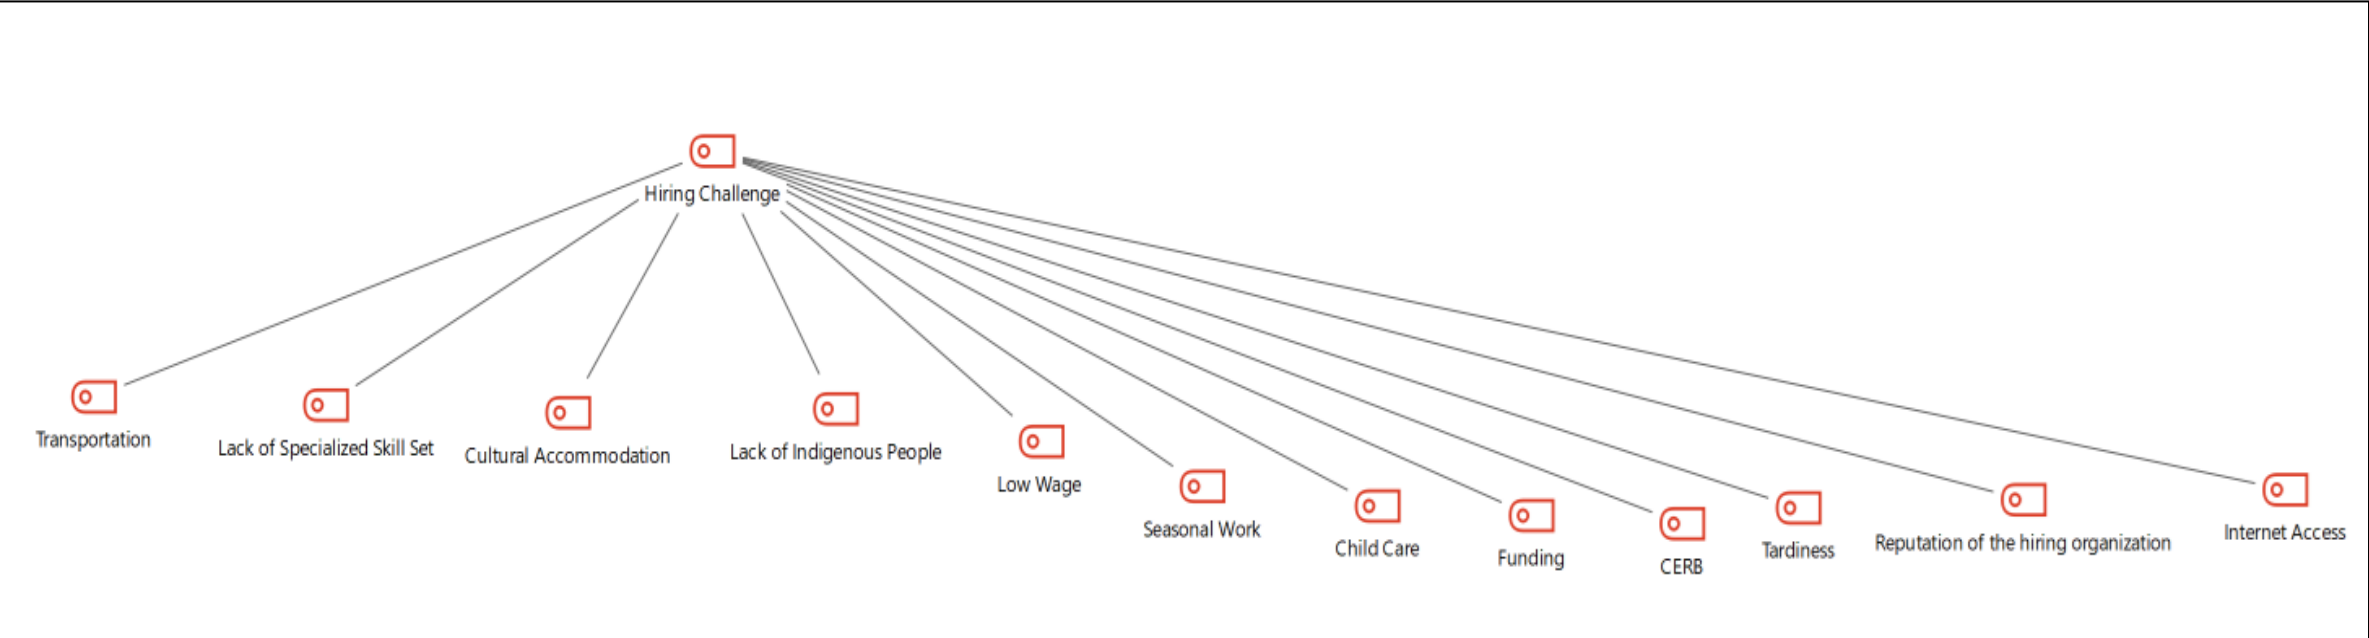 Hiring Challenge
Transportation
Lack of Specialized Skill Set
Cultural Accommodation
Lack of Indigenous People
Low Wage
Seasonal Work
Child Care
Funding
CERB
Tardiness
Reputation of the hiring organization
Internet Access